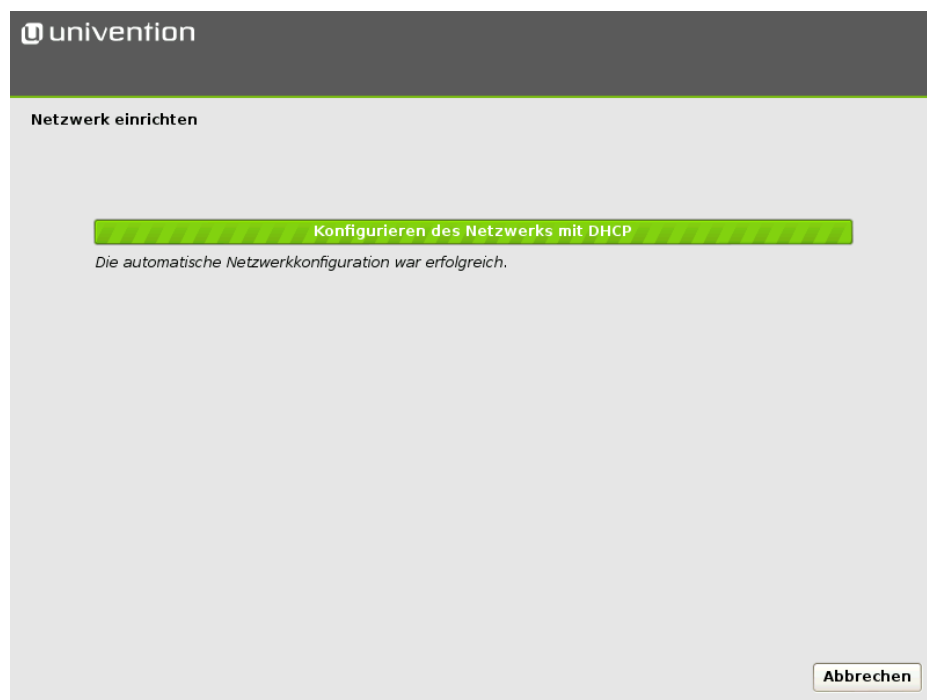 univention
Netzwerk einrichten
Konfigurieren des Netzwerks mit DHCP
Die automatische Netzwerkkonfiguration war erfolgreich.
Abbrechen